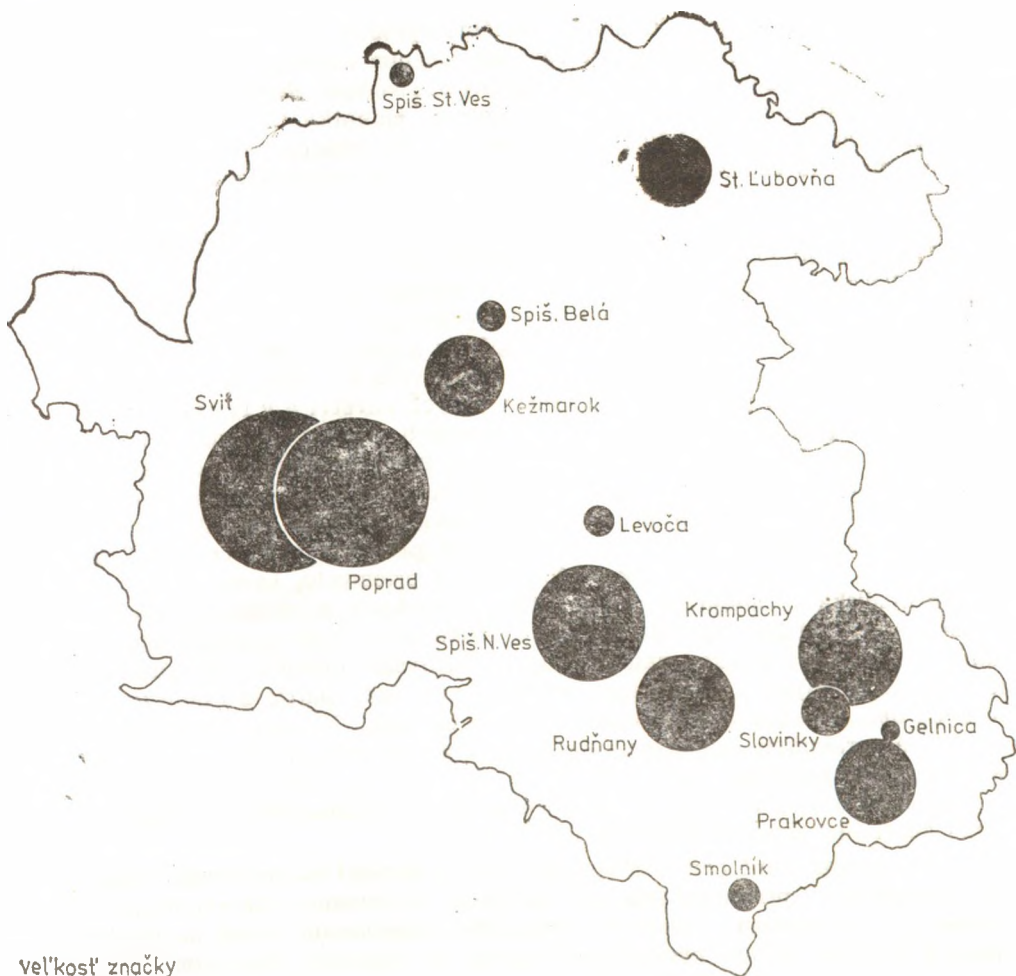 Spiš. St. Ves
St. Ľubovňa
Spiš. Belá
Kežmarok
Sviť
Poprad
Levoča
Krompachy
Spiš. N. Ves
Rudňany
Slovinky
Gelnica
Prakovce
Smolník
veľkosť značky